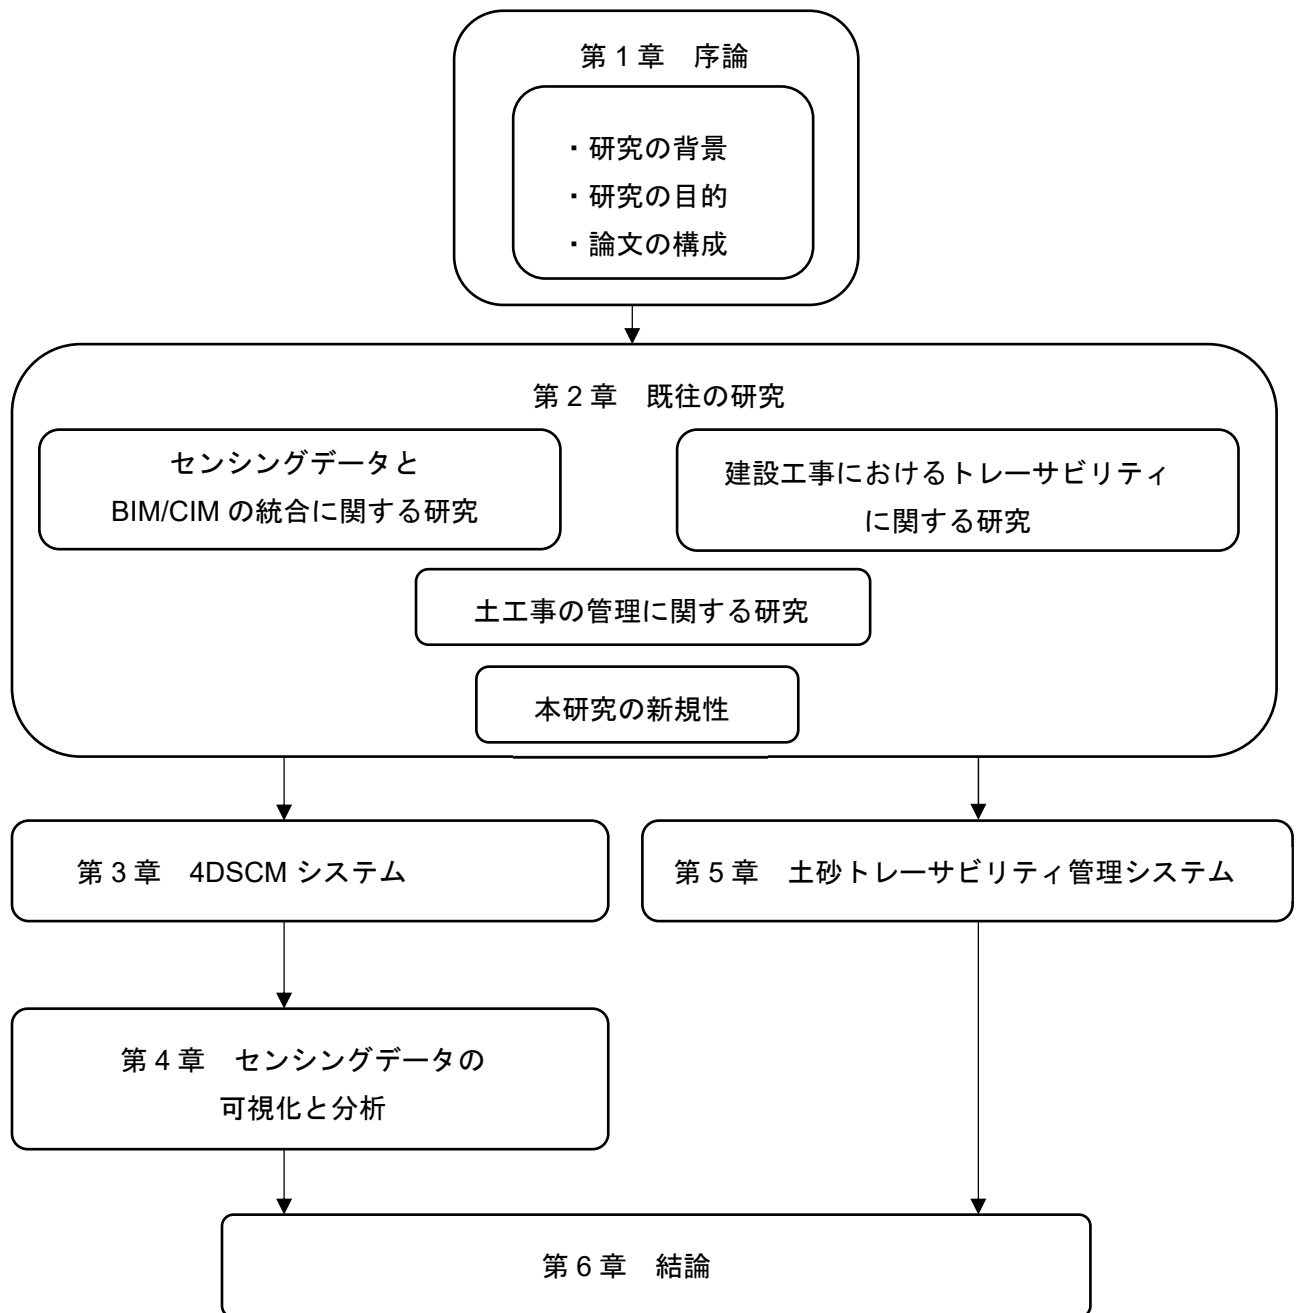 第1章　序論
・研究の背景
・研究の目的
・論文の構成
第2章　既往の研究
センシングデータと
BIM/CIM の統合に関する研究
建設工事におけるトレーサビリティ
に関する研究
土工事の管理に関する研究
本研究の新規性
第3章　4DSCM システム
第5章　土砂トレーサビリティ管理システム
第4章　センシングデータの
可視化と分析
第6章　結論